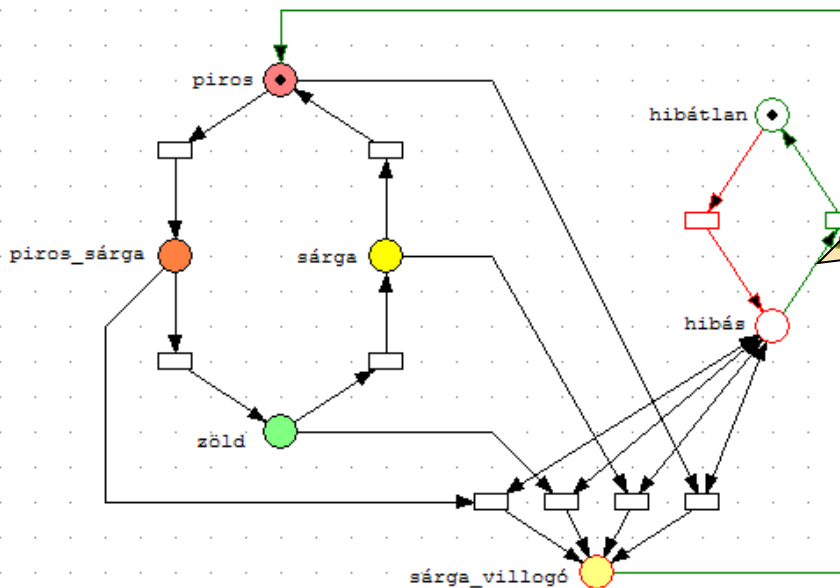 piros
hibátlan
piros_sárga
sárga
hibás
zöld
sárga_villogó